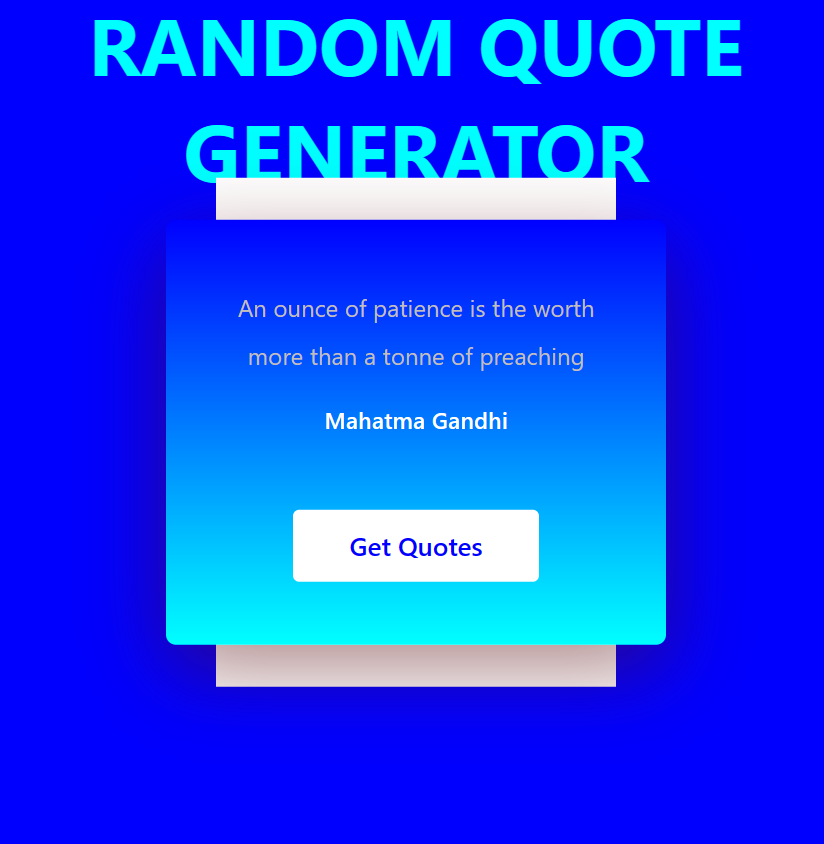 RANDOM QUOTE
GENERATOR
An ounce of patience is the worth
more than a tonne of preaching
Mahatma Gandhi
Get Quotes